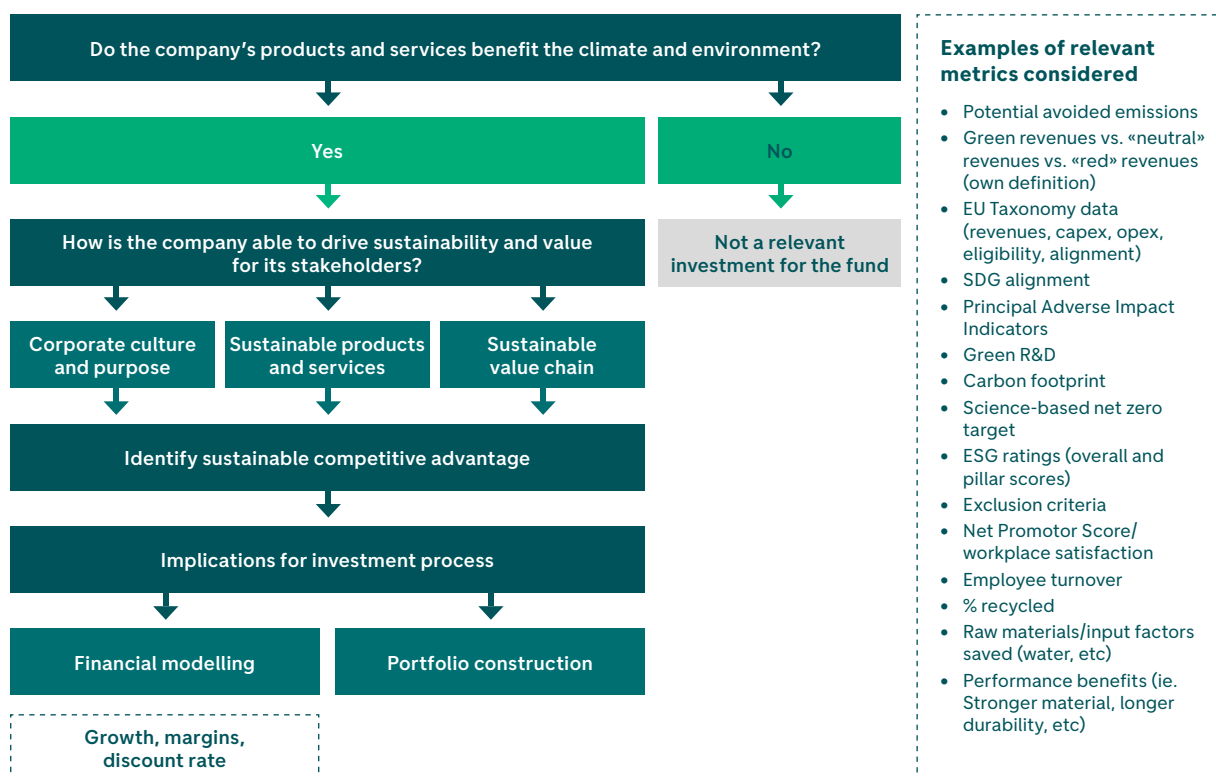 Do the company's products and services benefit the climate and environment?
Yes
No
How is the company able to drive sustainability and value
for its stakeholders?
Not a relevant
investment for the fund
Corporate culture
and purpose
Sustainable products
and services
Sustainable
value chain
Identify sustainable competitive advantage
Implications for investment process
Financial modelling
Portfolio construction
Growth, margins,
discount rate
Examples of relevant
metrics considered
• Potential avoided emissions
• Green revenues vs. «neutral»
revenues vs. «red» revenues
(own definition)
• EU Taxonomy data
(revenues, capex, opex,
eligibility, alignment)
• SDG alignment
• Principal Adverse Impact
Indicators
• Green R&D
• Carbon footprint
• Science-based net zero
target
• ESG ratings (overall and
pillar scores)
• Exclusion criteria
• Net Promotor Score/
workplace satisfaction
• Employee turnover
• % recycled
• Raw materials/input factors
saved (water, etc)
• Performance benefits (ie.
Stronger material, longer
durability, etc)